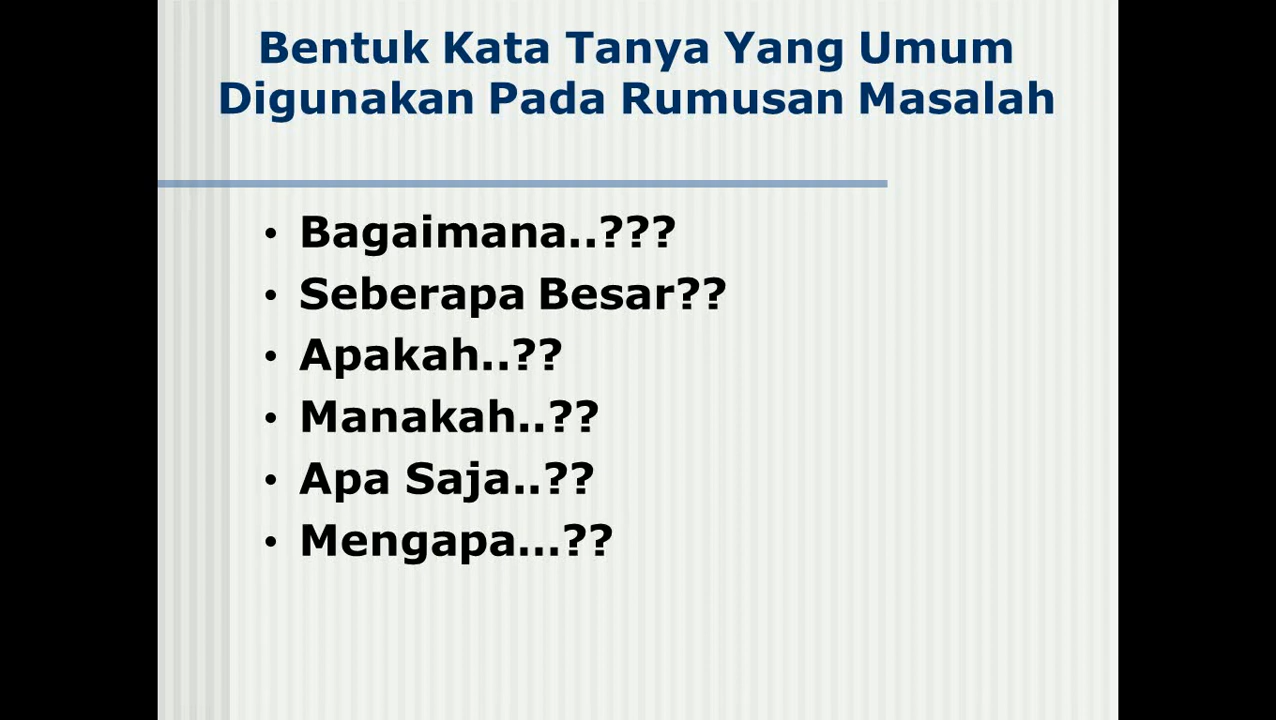 Bentuk Kata Tanya Yang Umum
Digunakan Pada Rumusan Masalah
• Bagaimana..???
• Seberapa Besar??
• Apakah..??
• Manakah..??
• Apa Saja..??
• Mengapa...??